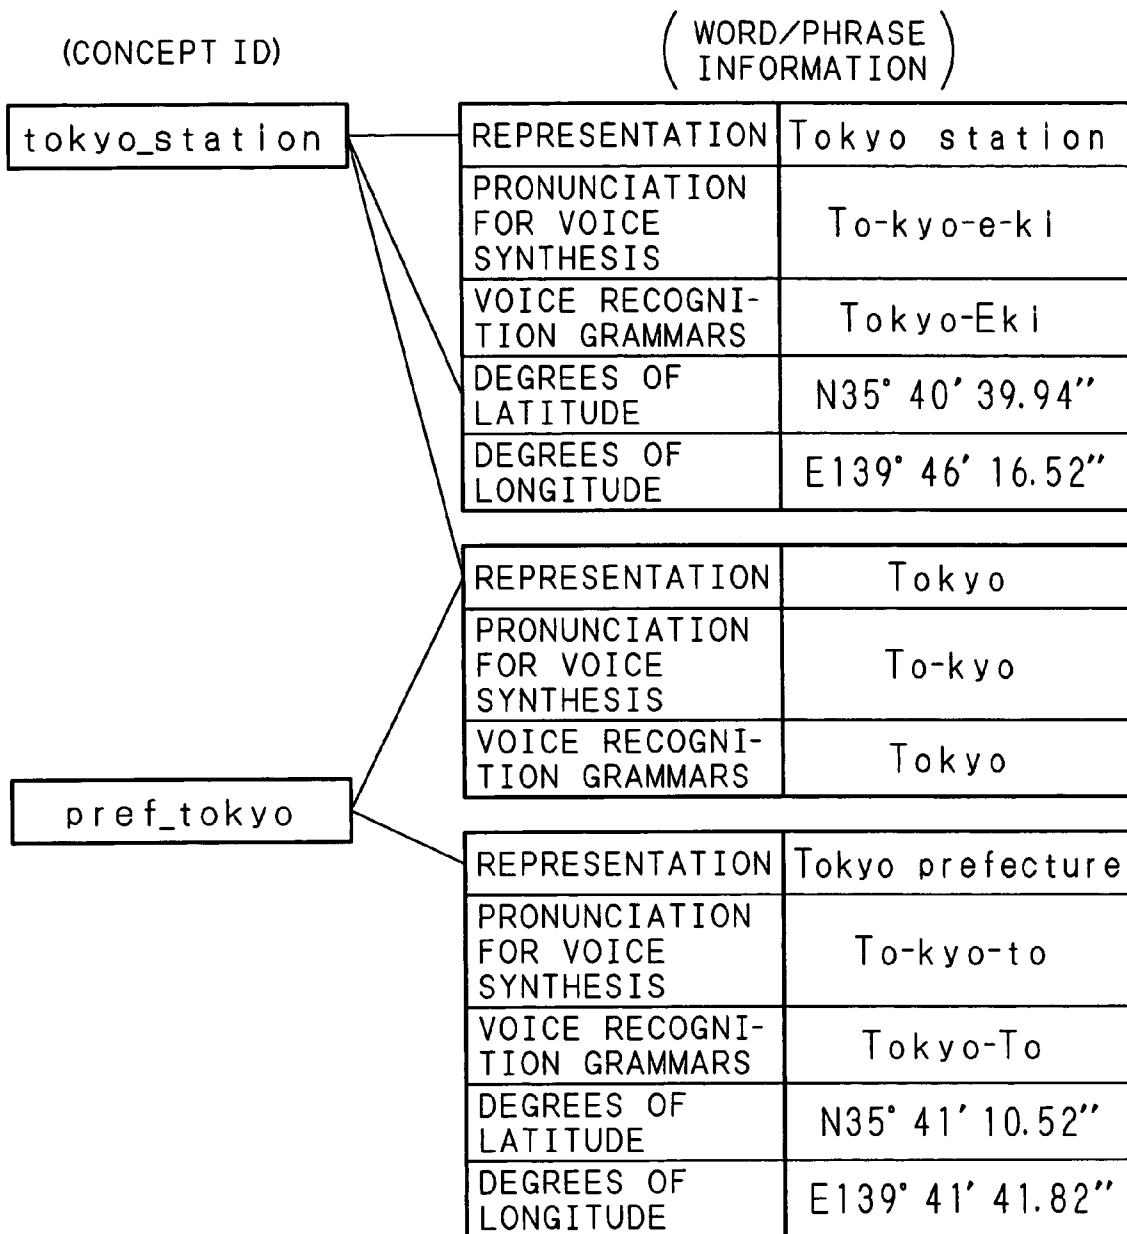 (CONCEPT ID)
(WORD/PHRASE
INFORMATION)
tokyo_station
REPRESENTATION Tokyo station
PRONUNCIATION
FOR VOICE
SYNTHESIS
To-kyo-e-ki
VOICE RECOGNI-
TION GRAMMARS
Tokyo-Eki
DEGREES OF
LATITUDE
N35° 40′ 39.94″
DEGREES OF
LONGITUDE
E139° 46′ 16.52″
REPRESENTATION Tokyo
PRONUNCIATION
FOR VOICE
SYNTHESIS
To-kyo
VOICE RECOGNI-
TION GRAMMARS
Tokyo
pref_tokyo
REPRESENTATION Tokyo prefecture
PRONUNCIATION
FOR VOICE
SYNTHESIS
To-kyo-to
VOICE RECOGNI-
TION GRAMMARS
Tokyo-To
DEGREES OF
LATITUDE
N35° 41′ 10.52″
DEGREES OF
LONGITUDE
E139° 41′ 41.82″